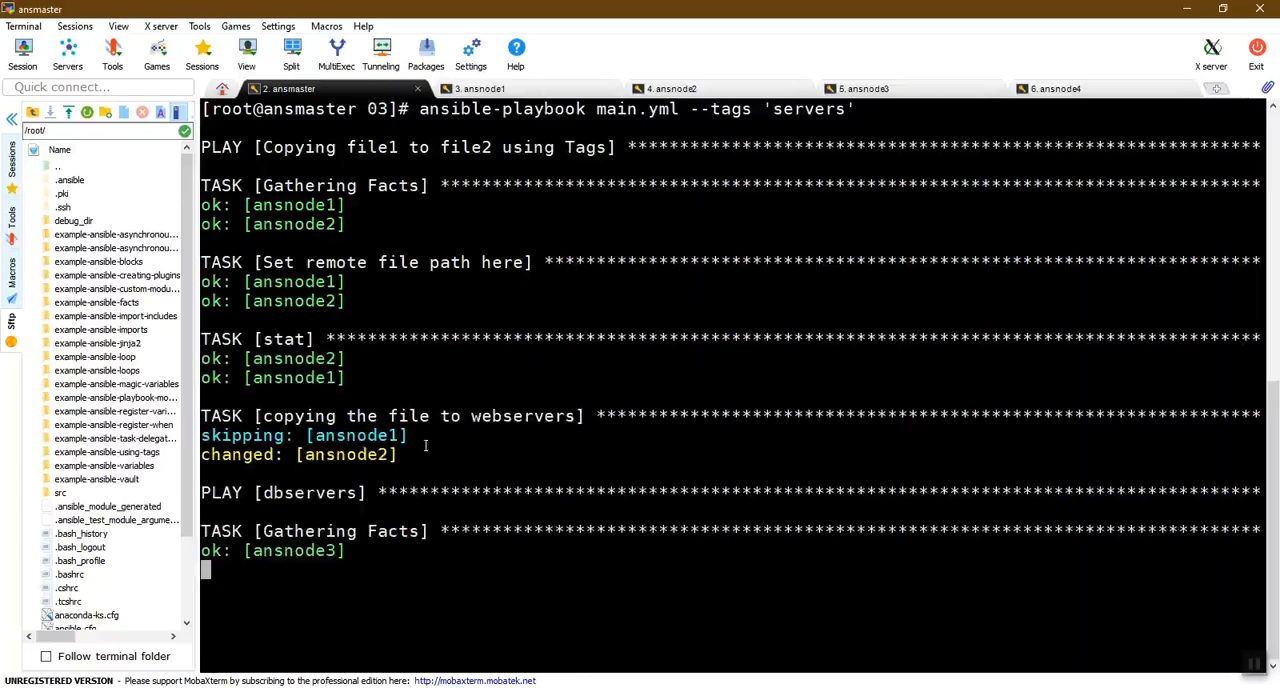 ansmaster
Terminal Sessions View X server Tools Games Settings Macros Help
Session Servers Tools Games Sessions View Split MultiExec Tunneling Packages Settings Help X server Exit
Quick connect...
2. ansmaster
3. ansnode1
4. ansnode2
5. ansnode3
6. ansnode4
/root/
Name
..
.ansible
.pki
.ssh
debug_dir
example-ansible-asynchronou...
example-ansible-asynchronou...
example-ansible-blocks
example-ansible-creating-plugins
example-ansible-custom-modu...
example-ansible-facts
example-ansible-import-includes
example-ansible-imports
example-ansible-jinja2
example-ansible-loop
example-ansible-loops
example-ansible-magic-variables
example-ansible-playbook-mo...
example-ansible-register-vari...
example-ansible-register-when
example-ansible-task-delegat...
example-ansible-using-tags
example-ansible-variables
example-ansible-vault
src
.ansible_module_generated
.ansible_test_module_argume...
.bash_history
.bash_logout
.bash_profile
.bashrc
.cshrc
.tcshrc
anaconda-ks.cfg
ansible.cfg
Follow terminal folder
Sessions
Tools
Macros
Sftp
[root@ansmaster 03]# ansible-playbook main.yml --tags 'servers'
PLAY [Copying file1 to file2 using Tags] *************************************************************
TASK [Gathering Facts] *******************************************************************************
ok: [ansnode1]
ok: [ansnode2]
TASK [Set remote file path here] *********************************************************************
ok: [ansnode1]
ok: [ansnode2]
TASK [stat] ******************************************************************************************
ok: [ansnode2]
ok: [ansnode1]
TASK [copying the file to webservers] ****************************************************************
skipping: [ansnode1]
changed: [ansnode2]
PLAY [dbservers] *************************************************************************************
TASK [Gathering Facts] *******************************************************************************
ok: [ansnode3]
UNREGISTERED VERSION - Please support MobaXterm by subscribing to the professional edition here: http://mobaxterm.mobatek.net